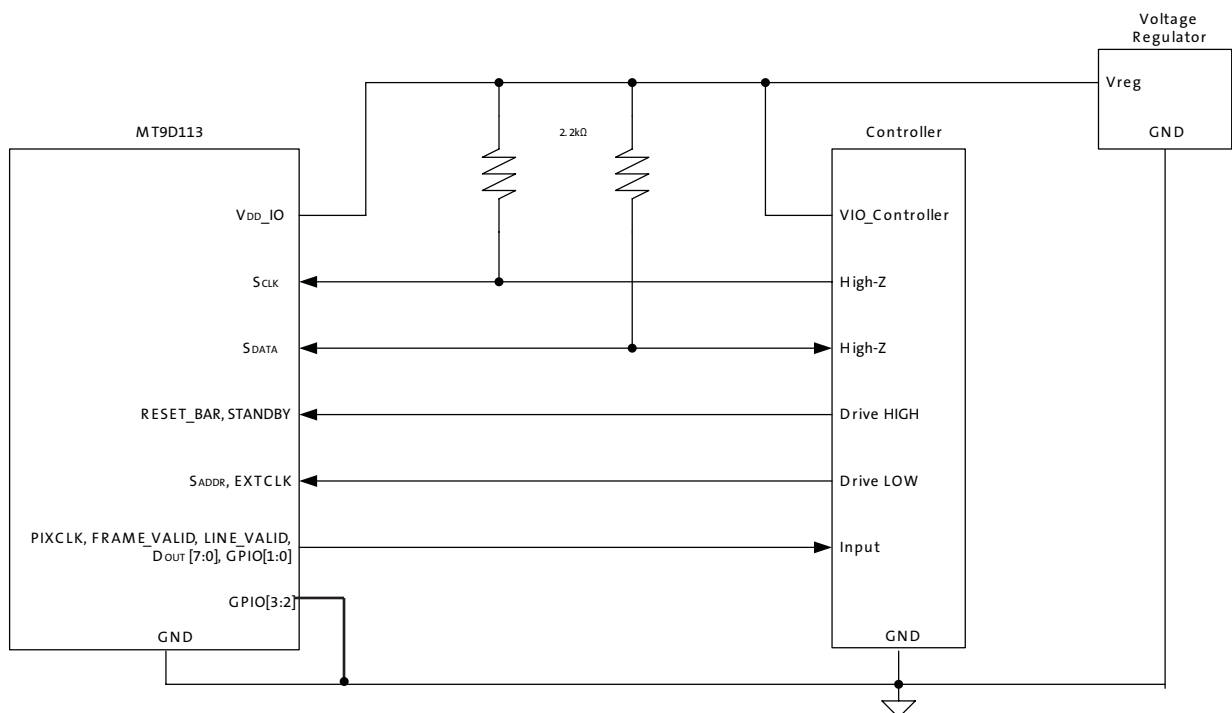 Voltage
Regulator
Vreg
GND
MT9D113
2.2kΩ
Controller
VDD_IO
VIO_Controller
SCLK
High-Z
SDATA
High-Z
RESET_BAR, STANDBY
Drive HIGH
SADDR, EXTCLK
Drive LOW
PIXCLK, FRAME_VALID, LINE_VALID,
DOUT [7:0], GPIO[1:0]
Input
GPIO[3:2]
GND
GND